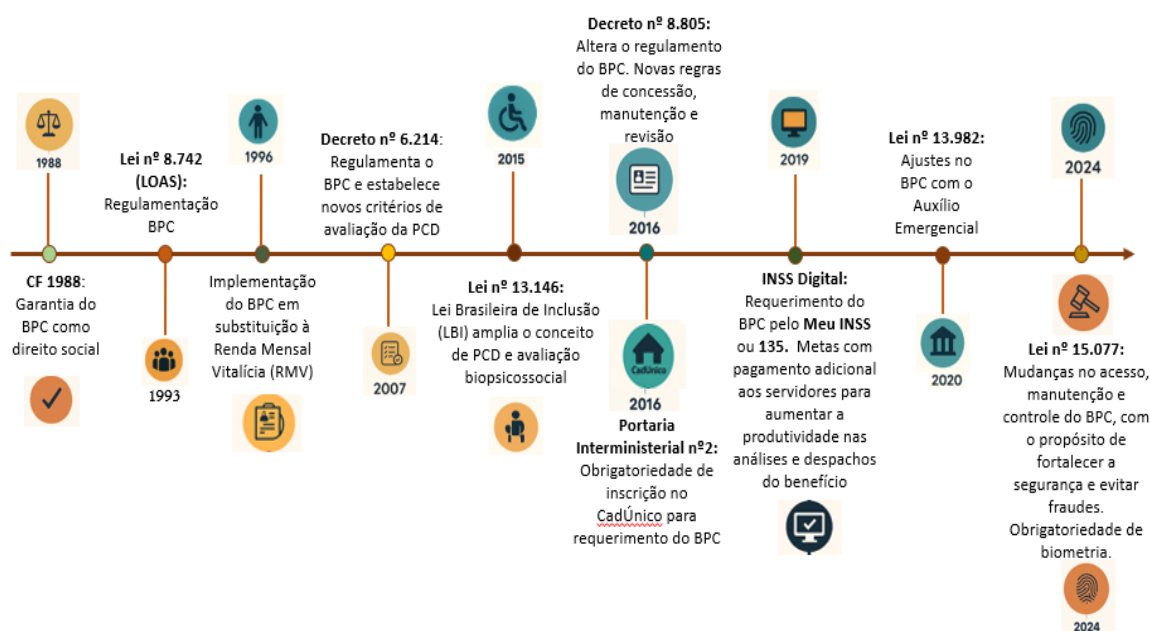 1988
CF 1988:
Garantia do
BPC como
direito social
Lei nº 8.742
(LOAS):
Regulamentação
BPC
1993
1996
Implementação
do BPC em
substituição à
Renda Mensal
Vitalícia (RMV)
Decreto nº 6.214:
Regulamenta o
BPC e estabelece
novos critérios de
avaliação da PCD
2007
2015
Lei nº 13.146:
Lei Brasileira de Inclusão
(LBI) amplia o conceito
de PCD e avaliação
biopsicossocial
Decreto nº 8.805:
Altera o regulamento
do BPC. Novas regras
de concessão,
manutenção e
revisão
2016
CadÚnico
2016
Portaria
Interministerial nº2:
Obrigatoriedade de
inscrição no
CadÚnico para
requerimento do BPC
2019
INSS Digital:
Requerimento do
BPC pelo Meu INSS
ou 135. Metas com
pagamento adicional
aos servidores para
aumentar a
produtividade nas
análises e despachos
do benefício
Lei nº 13.982:
Ajustes no
BPC com o
Auxílio
Emergencial
2020
2024
Lei nº 15.077:
Mudanças no acesso,
manutenção e
controle do BPC, com
o propósito de
fortalecer a
segurança e evitar
fraudes.
Obrigatoriedade de
biometria.
2024